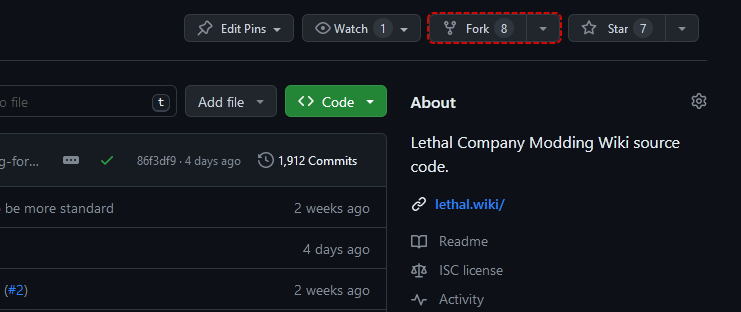 Edit Pins
Watch 1
Fork 8
Star 7
o file
t
Add file
Code
g-for...
86f3df9 · 4 days ago
1,912 Commits
be more standard
2 weeks ago
4 days ago
(#2)
2 weeks ago
About
Lethal Company Modding Wiki source
code.
lethal.wiki/
Readme
ISC license
Activity